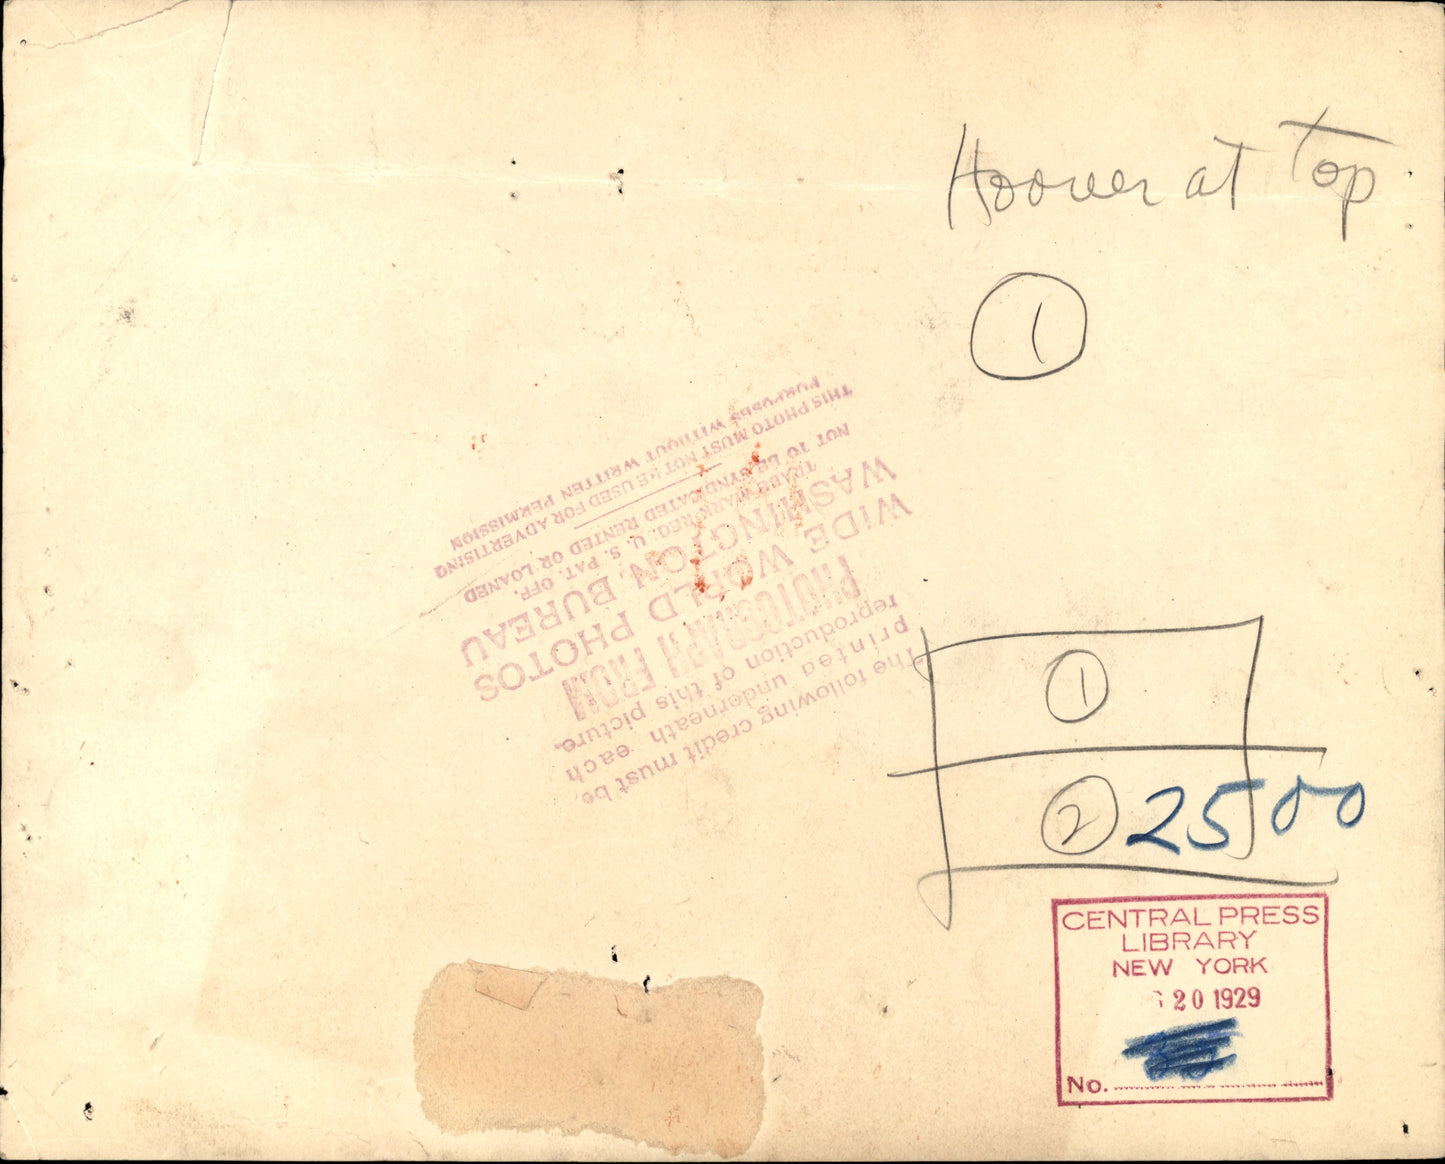 Hoover at Top
1
The following credit must be
printed underneath each
reproduction of this picture.
PHOTOGRAPH FROM
WIDE WORLD PHOTOS
WASHINGTON BUREAU
TRADE MARK REG. U. S. PAT. OFF.
NOT TO BE SYNDICATED RENTED OR LOANED
THIS PHOTO MUST NOT BE USED FOR ADVERTISING
PURPOSES WITHOUT WRITTEN PERMISSION
1
2
2500
CENTRAL PRESS
LIBRARY
NEW YORK
20 1929
No.